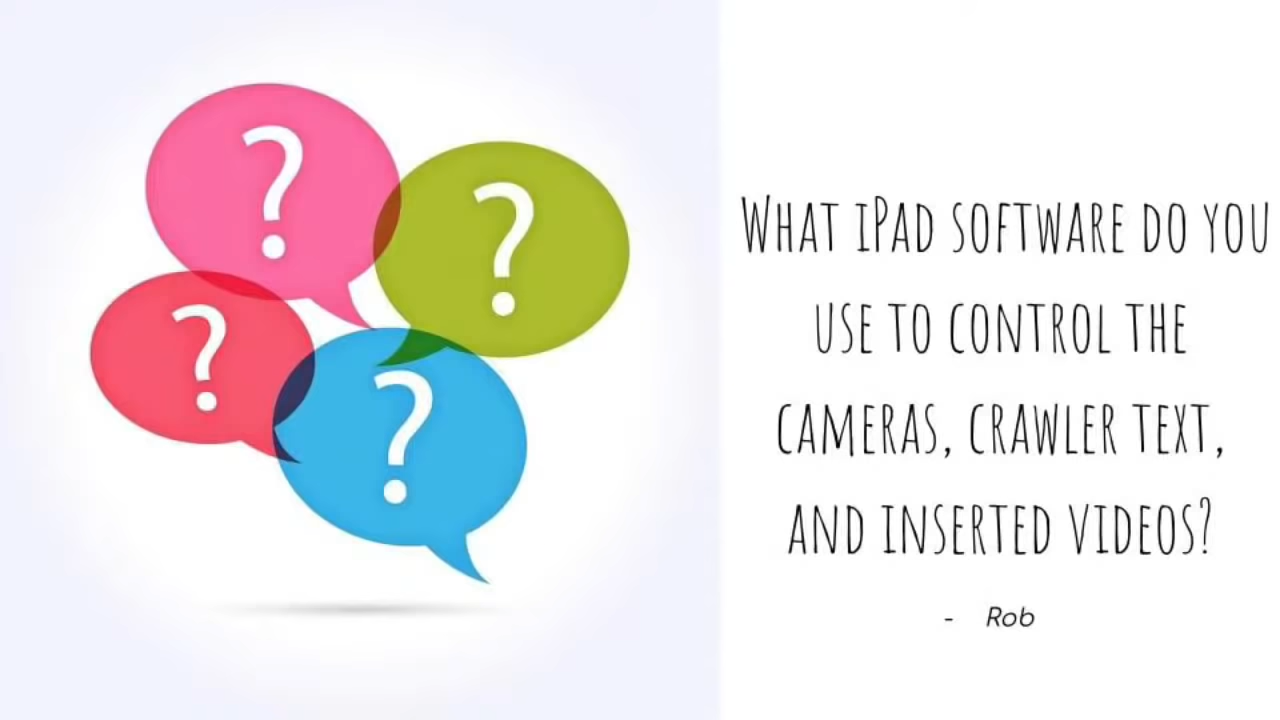 ?
?
?
?
What iPad software do you
use to control the
cameras, crawler text,
and inserted videos?
- Rob